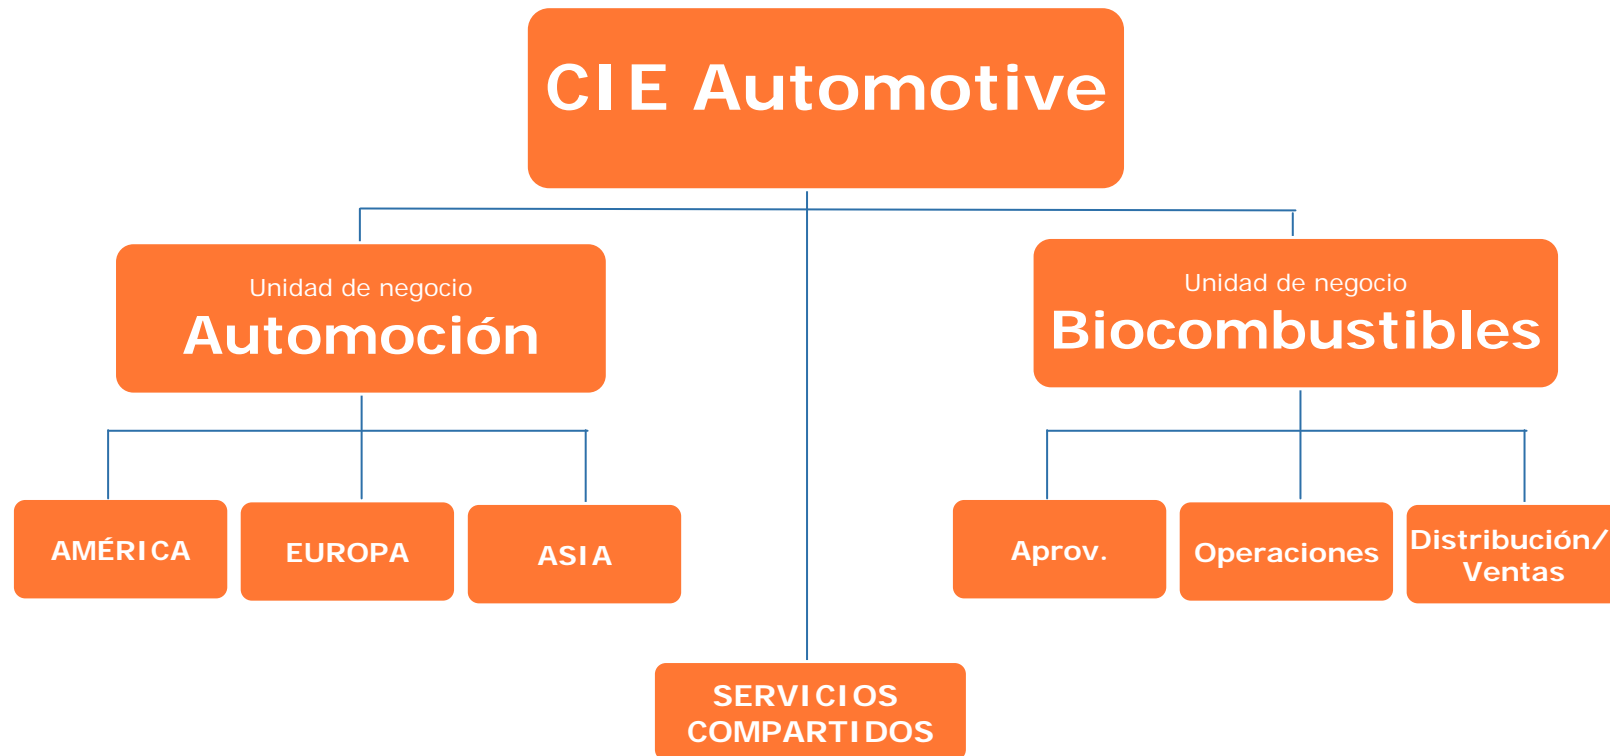 CIE Automotive
Unidad de negocio
Automoción
Unidad de negocio
Biocombustibles
AMÉRICA
EUROPA
ASIA
Aprov.
Operaciones
Distribución/
Ventas
SERVICIOS
COMPARTIDOS